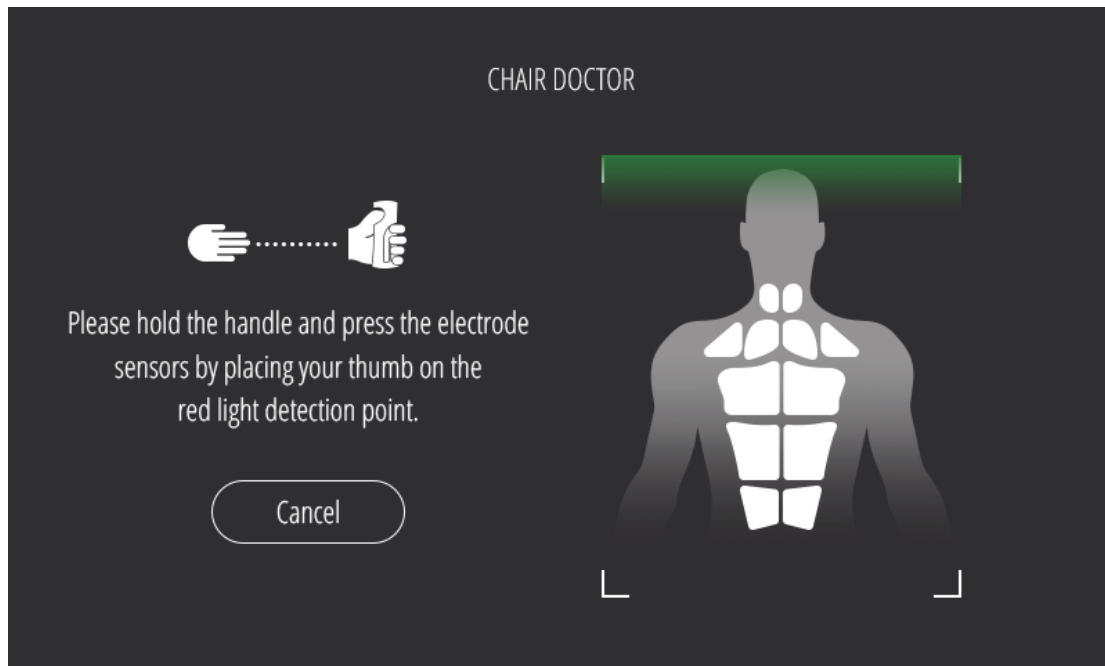 CHAIR DOCTOR
Please hold the handle and press the electrode
sensors by placing your thumb on the
red light detection point.
Cancel